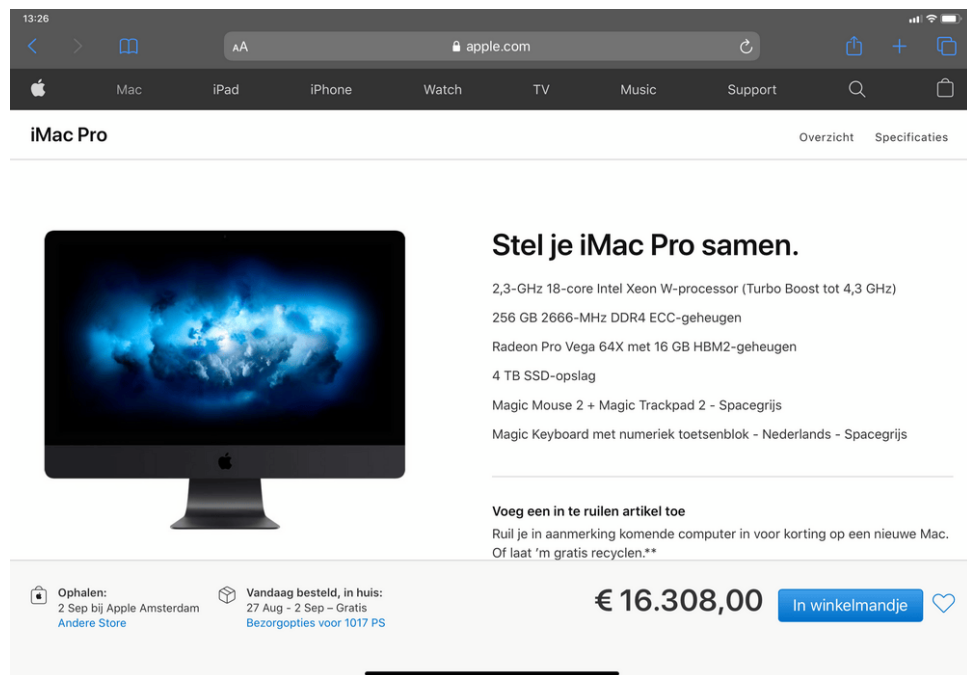 13:26
AA
apple.com
Mac iPad iPhone Watch TV Music Support
iMac Pro
Overzicht Specificaties
Stel je iMac Pro samen.
2,3-GHz 18-core Intel Xeon W-processor (Turbo Boost tot 4,3 GHz)
256 GB 2666-MHz DDR4 ECC-geheugen
Radeon Pro Vega 64X met 16 GB HBM2-geheugen
4 TB SSD-opslag
Magic Mouse 2 + Magic Trackpad 2 - Spacegrijs
Magic Keyboard met numeriek toetsenblok - Nederlands - Spacegrijs
Voeg een in te ruilen artikel toe
Ruil je in aanmerking komende computer in voor korting op een nieuwe Mac.
Of laat ’m gratis recyclen.**
Ophalen:
2 Sep bij Apple Amsterdam
Andere Store
Vandaag besteld, in huis:
27 Aug - 2 Sep – Gratis
Bezorgopties voor 1017 PS
€ 16.308,00
In winkelmandje